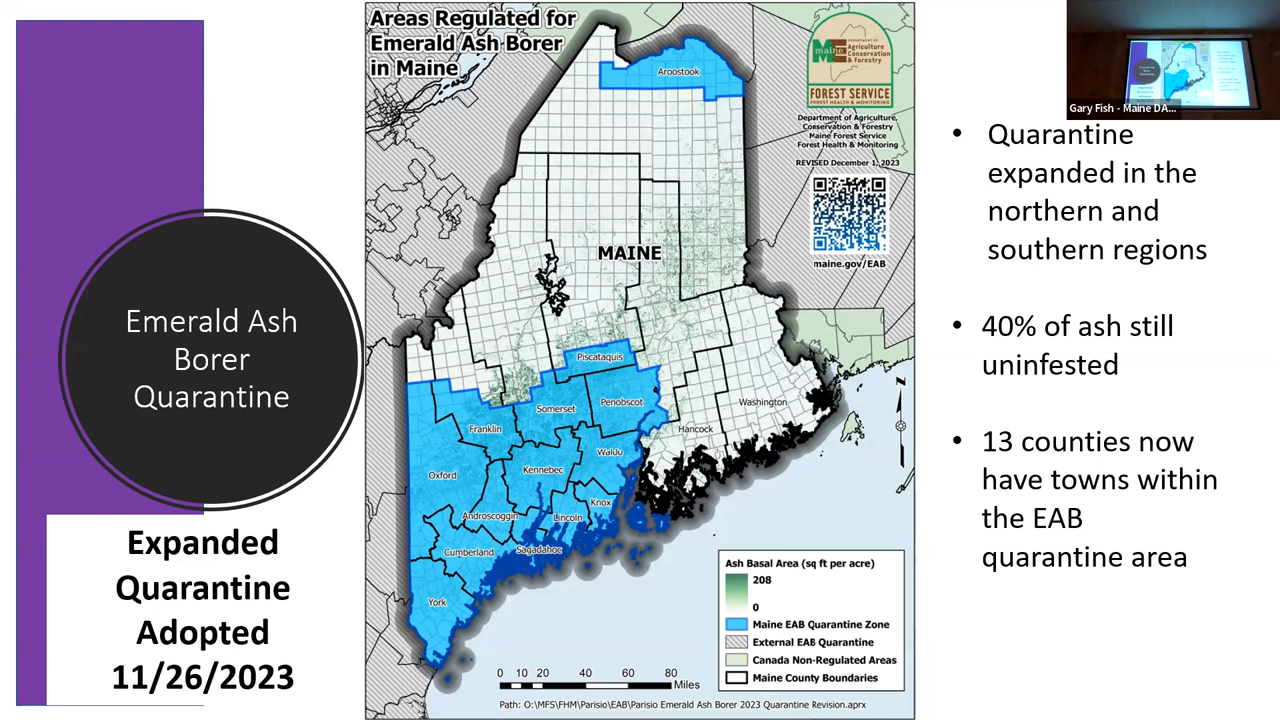 Emerald Ash
Borer
Quarantine
Expanded
Quarantine
Adopted
11/26/2023
Areas Regulated for
Emerald Ash Borer
in Maine
Aroostook
maine
DEPARTMENT OF
Agriculture
Conservation
& Forestry
FOREST SERVICE
FOREST HEALTH & MONITORING
Department of Agriculture,
Conservation & Forestry
Maine Forest Service
Forest Health & Monitoring
REVISED December 1, 2023
maine.gov/EAB
MAINE
Piscataquis
Somerset
Penobscot
Washington
Franklin
Hancock
Waldo
Oxford
Kennebec
Knox
Androscoggin
Lincoln
Cumberland
Sagadahoc
York
N
Ash Basal Area (sq ft per acre)
208
0
Maine EAB Quarantine Zone
External EAB Quarantine
Canada Non-Regulated Areas
Maine County Boundaries
0 10 20 40 60 80
Miles
Path: O:\MFS\FHM\Parisio\EAB\Parisio Emerald Ash Borer 2023 Quarantine Revision.aprx
Gary Fish - Maine DA...
• Quarantine
expanded in the
northern and
southern regions
• 40% of ash still
uninfested
• 13 counties now
have towns within
the EAB
quarantine area